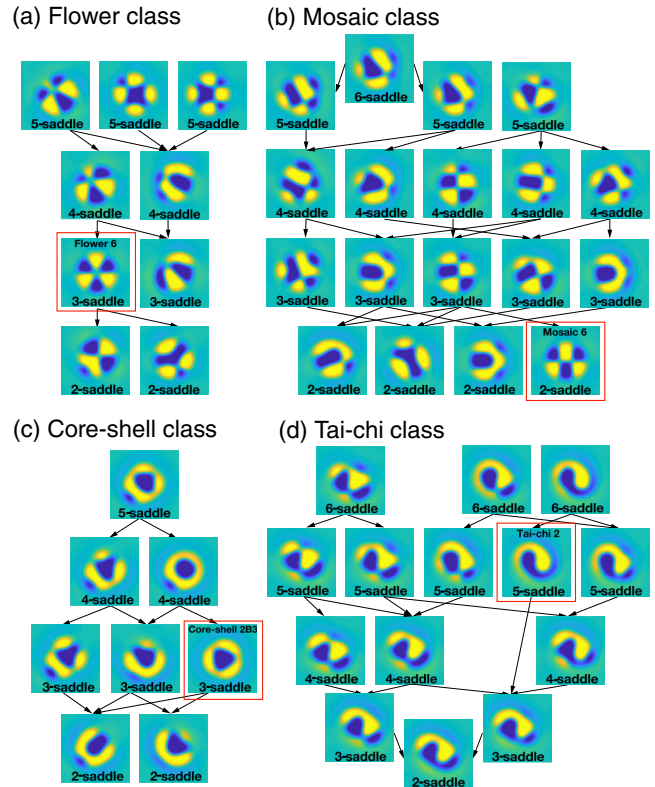 (a) Flower class
5-saddle 5-saddle 5-saddle
4-saddle 4-saddle
Flower 6
3-saddle 3-saddle
2-saddle 2-saddle
(b) Mosaic class
6-saddle
5-saddle 5-saddle 5-saddle
4-saddle 4-saddle 4-saddle 4-saddle 4-saddle
3-saddle 3-saddle 3-saddle 3-saddle 3-saddle
Mosaic 6
2-saddle 2-saddle 2-saddle 2-saddle
(c) Core-shell class
5-saddle
4-saddle 4-saddle
Core-shell 2B3
3-saddle 3-saddle 3-saddle
2-saddle 2-saddle
(d) Tai-chi class
6-saddle 6-saddle 6-saddle
Tai-chi 2
5-saddle 5-saddle 5-saddle 5-saddle 5-saddle
4-saddle 4-saddle 4-saddle
3-saddle 3-saddle
2-saddle